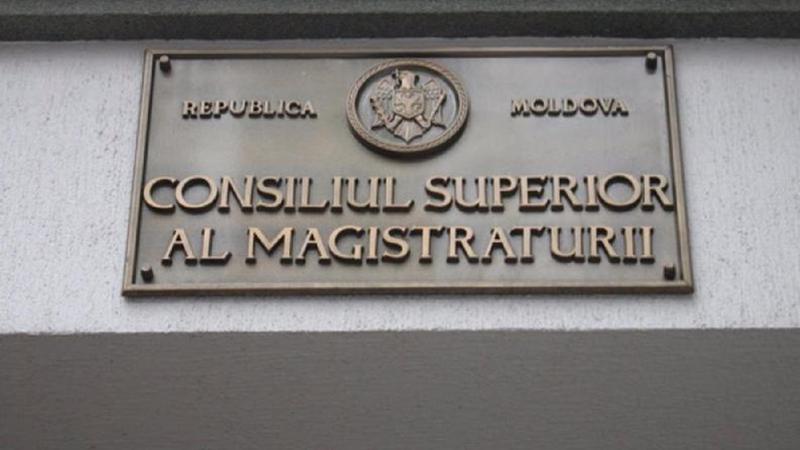 REPUBLICA MOLDOVA
CONSILIUL SUPERIOR
AL MAGISTRATURII